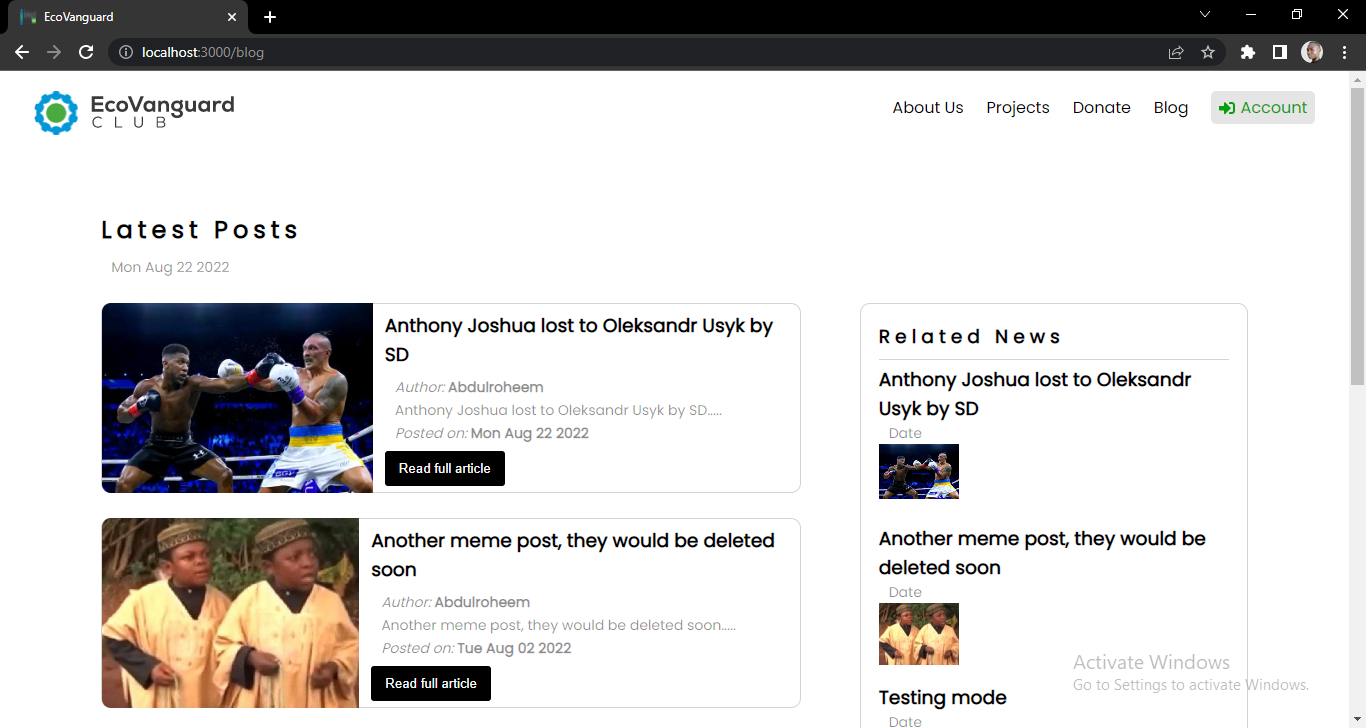 EcoVanguard
localhost:3000/blog
EcoVanguard
CLUB
About Us
Projects
Donate
Blog
Account
Latest Posts
Mon Aug 22 2022
Anthony Joshua lost to Oleksandr Usyk by
SD
Author: Abdulroheem
Anthony Joshua lost to Oleksandr Usyk by SD.....
Posted on: Mon Aug 22 2022
Read full article
Another meme post, they would be deleted
soon
Author: Abdulroheem
Another meme post, they would be deleted soon.....
Posted on: Tue Aug 02 2022
Read full article
Related News
Anthony Joshua lost to Oleksandr
Usyk by SD
Date
Another meme post, they would be
deleted soon
Date
Testing mode
Date
Activate Windows
Go to Settings to activate Windows.